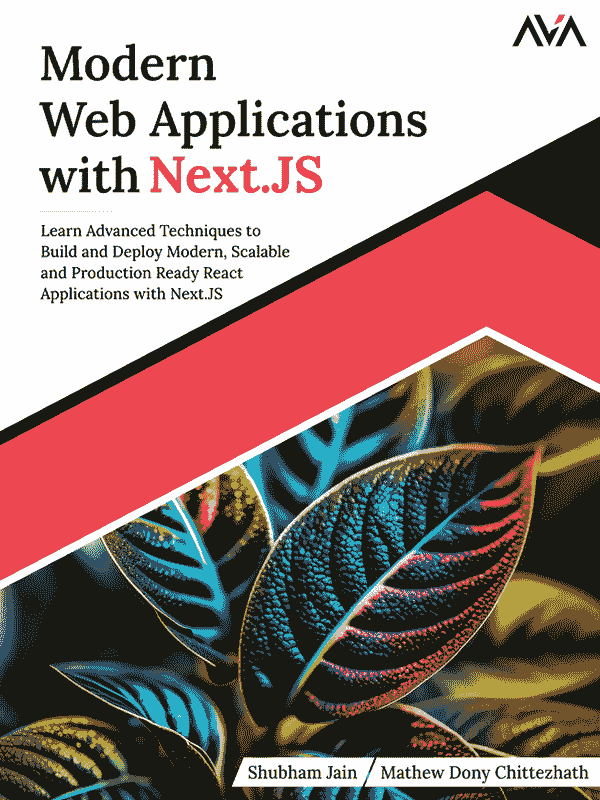 AVA
Modern
Web Applications
with Next.JS
Learn Advanced Techniques to
Build and Deploy Modern, Scalable
and Production Ready React
Applications with Next.JS
Shubham Jain / Mathew Dony Chittezhath